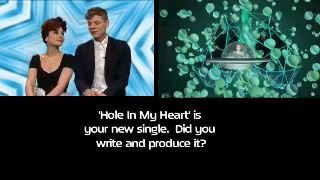 'Hole In My Heart' is
your new single.  Did you
write and produce it?